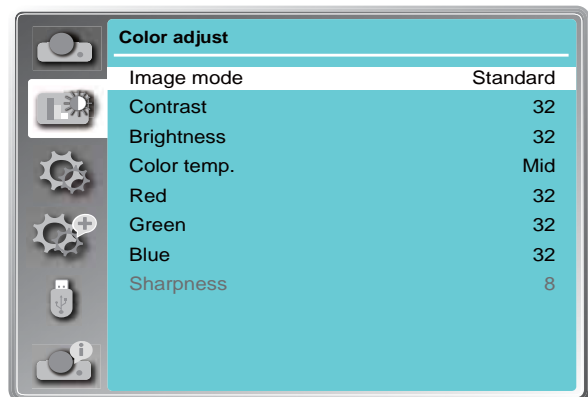 Color adjust
Image mode Standard
Contrast 32
Brightness 32
Color temp. Mid
Red 32
Green 32
Blue 32
Sharpness 8